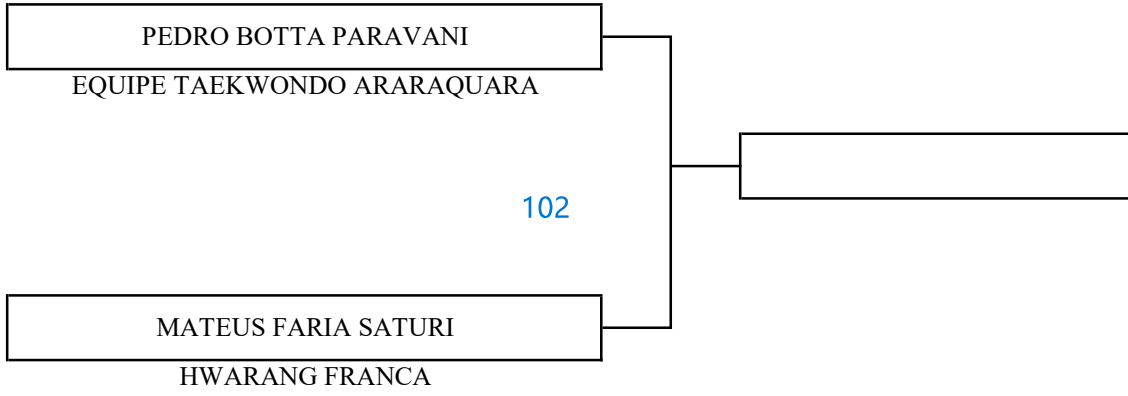 PEDRO BOTTA PARAVANI
EQUIPE TAEKWONDO ARARAQUARA
102
MATEUS FARIA SATURI
HWARANG FRANCA